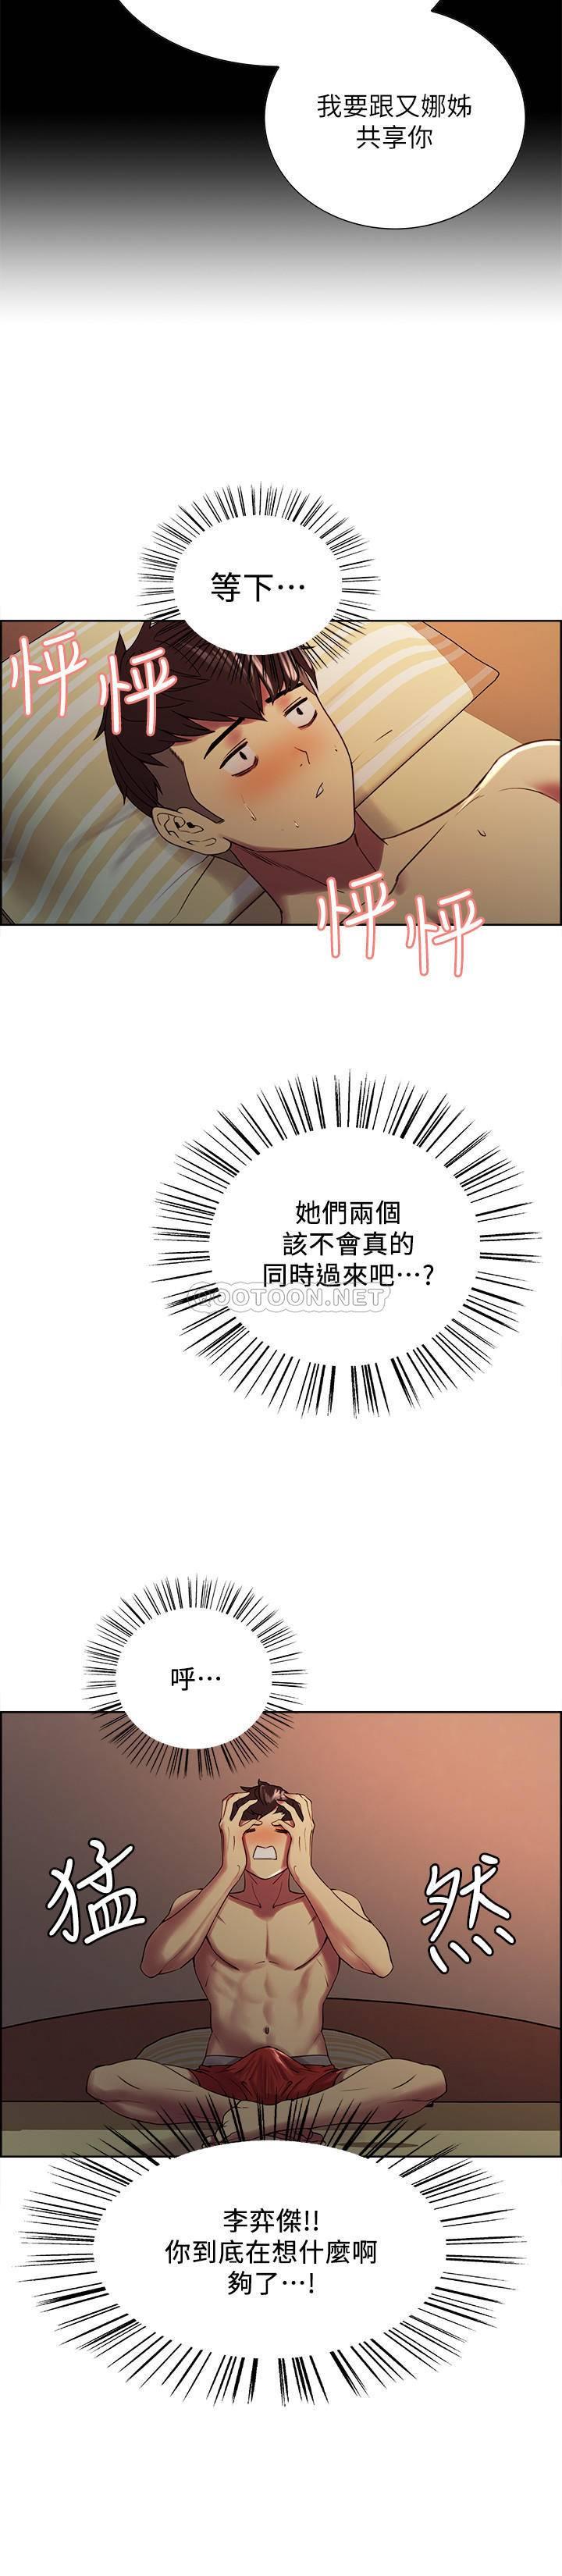 我要跟又娜姊
共享你
等下…
怦怦
怦怦
她們兩個
該不會真的
同時過來吧…?
TOOTOON.NET
呼…
猛然
李弈傑!!
你到底在想什麼啊
夠了…!